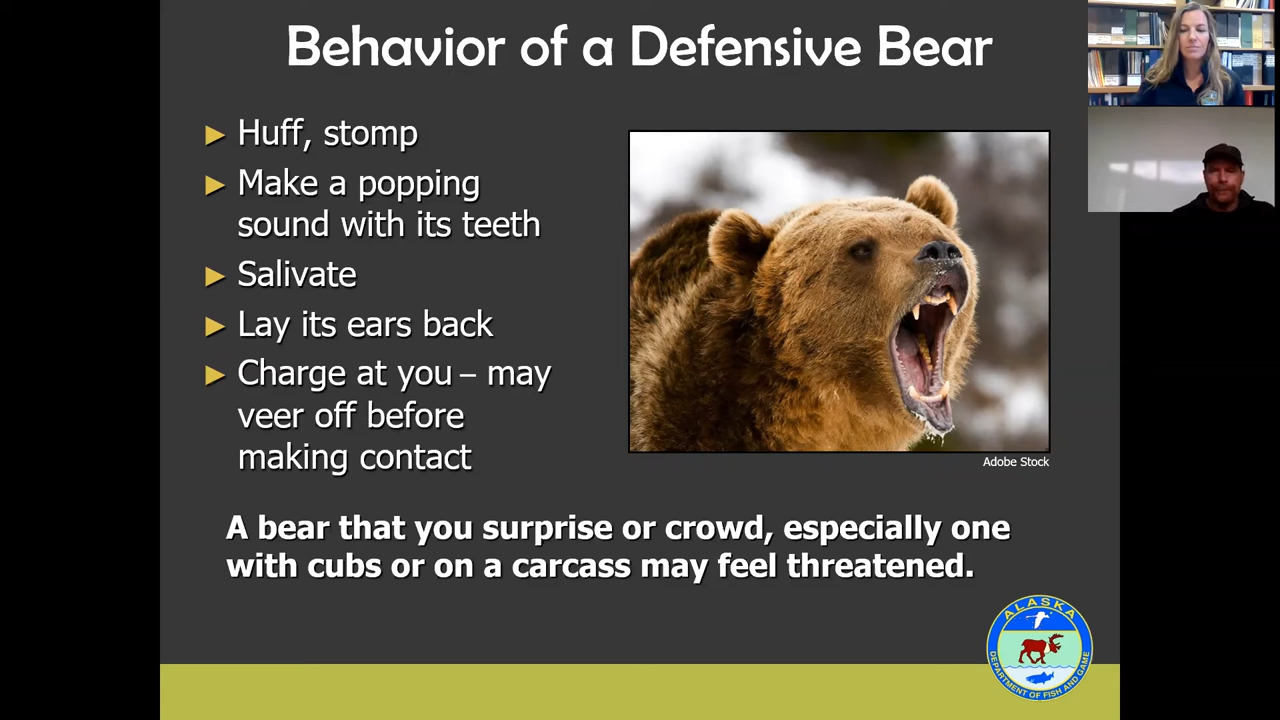 Behavior of a Defensive Bear
► Huff, stomp
► Make a popping
sound with its teeth
► Salivate
► Lay its ears back
► Charge at you – may
veer off before
making contact
Adobe Stock
A bear that you surprise or crowd, especially one
with cubs or on a carcass may feel threatened.
ALASKA
DEPARTMENT OF FISH AND GAME